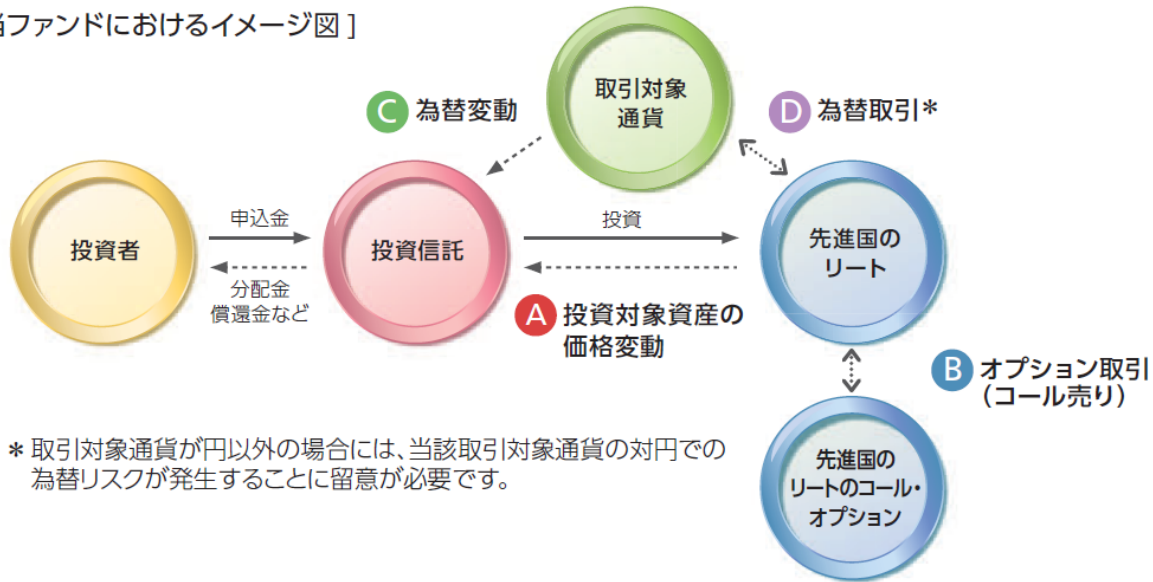 当ファンドにおけるイメージ図 ]
取引対象
通貨
C 為替変動
D 為替取引*
投資者
申込金
分配金
償還金など
投資信託
投資
A 投資対象資産の
価格変動
先進国の
リート
B オプション取引
(コール売り)
先進国の
リートのコール・
オプション
* 取引対象通貨が円以外の場合には、当該取引対象通貨の対円での
為替リスクが発生することに留意が必要です。